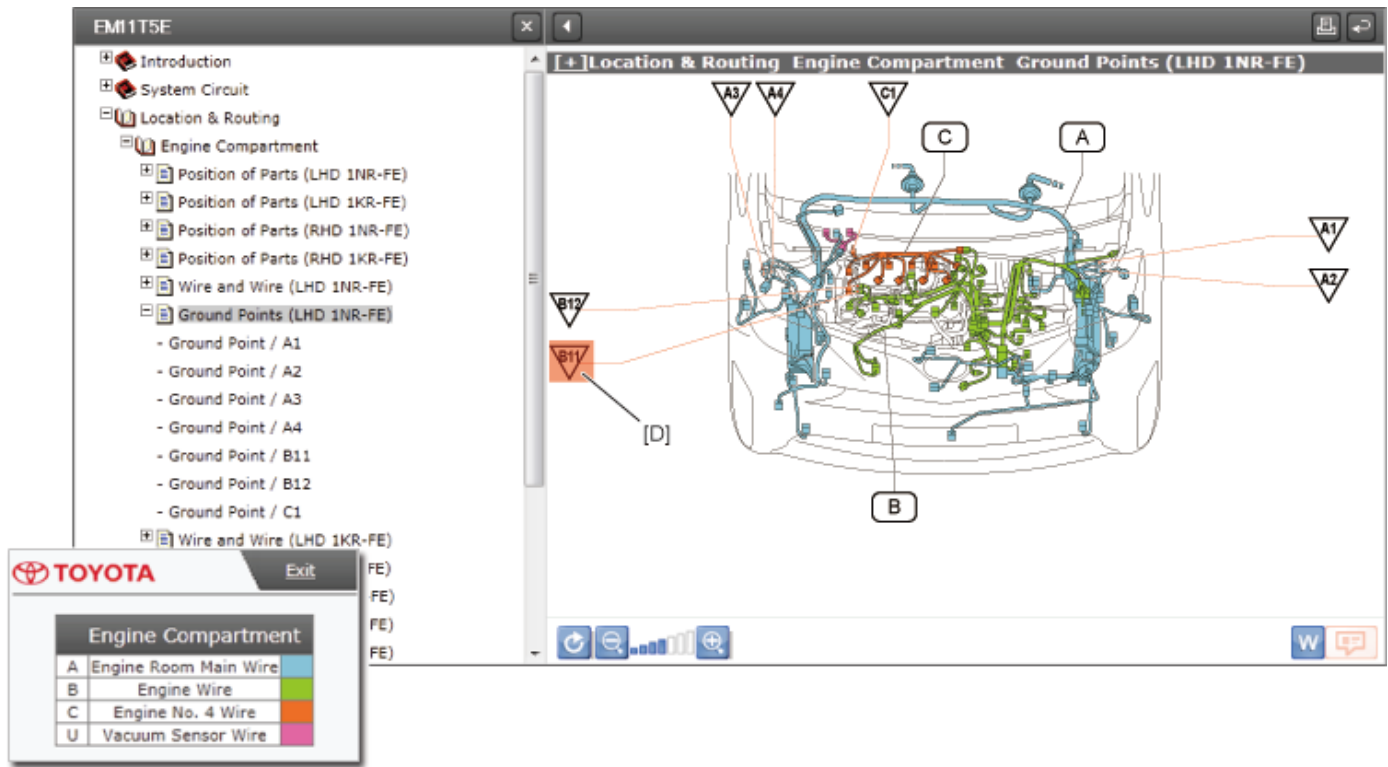 EM11T5E
Introduction
System Circuit
Location & Routing
Engine Compartment
Position of Parts (LHD 1NR-FE)
Position of Parts (LHD 1KR-FE)
Position of Parts (RHD 1NR-FE)
Position of Parts (RHD 1KR-FE)
Wire and Wire (LHD 1NR-FE)
Ground Points (LHD 1NR-FE)
- Ground Point / A1
- Ground Point / A2
- Ground Point / A3
- Ground Point / A4
- Ground Point / B11
- Ground Point / B12
- Ground Point / C1
Wire and Wire (LHD 1KR-FE)
FE)
-FE)
FE)
FE)
TOYOTA Exit
Engine Compartment
A Engine Room Main Wire
B Engine Wire
C Engine No. 4 Wire
U Vacuum Sensor Wire
[+]Location & Routing Engine Compartment Ground Points (LHD 1NR-FE)
A3 A4 C1
C A
A1
A2
B12
B11
[D]
B
W